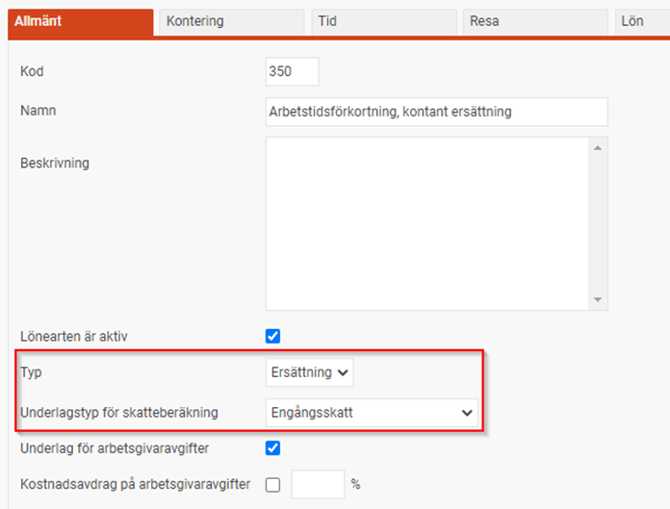 Allmänt Kontering Tid Resa Lön
Kod 350
Namn Arbetstidsförkortning, kontant ersättning
Beskrivning
Lönearten är aktiv
Typ Ersättning
Underlagstyp för skatteberäkning Engångsskatt
Underlag för arbetsgivaravgifter
Kostnadsavdrag på arbetsgivaravgifter %